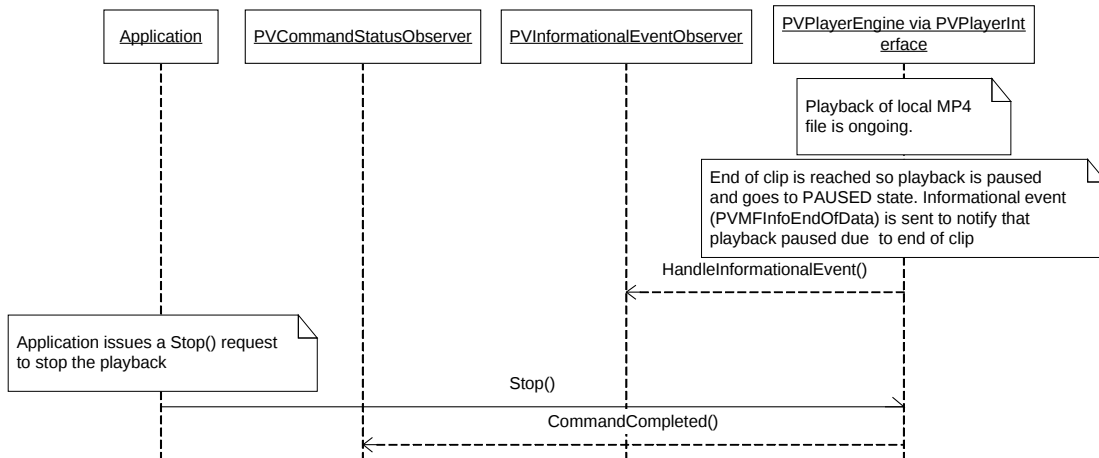 Application
PVCommandStatusObserver
PVInformationalEventObserver
PVPlayerEngine via PVPlayerInt
erface
Playback of local MP4
file is ongoing.
End of clip is reached so playback is paused
and goes to PAUSED state. Informational event
(PVMFInfoEndOfData) is sent to notify that
playback paused due  to end of clip
HandleInformationalEvent()
Application issues a Stop() request
to stop the playback
Stop()
CommandCompleted()